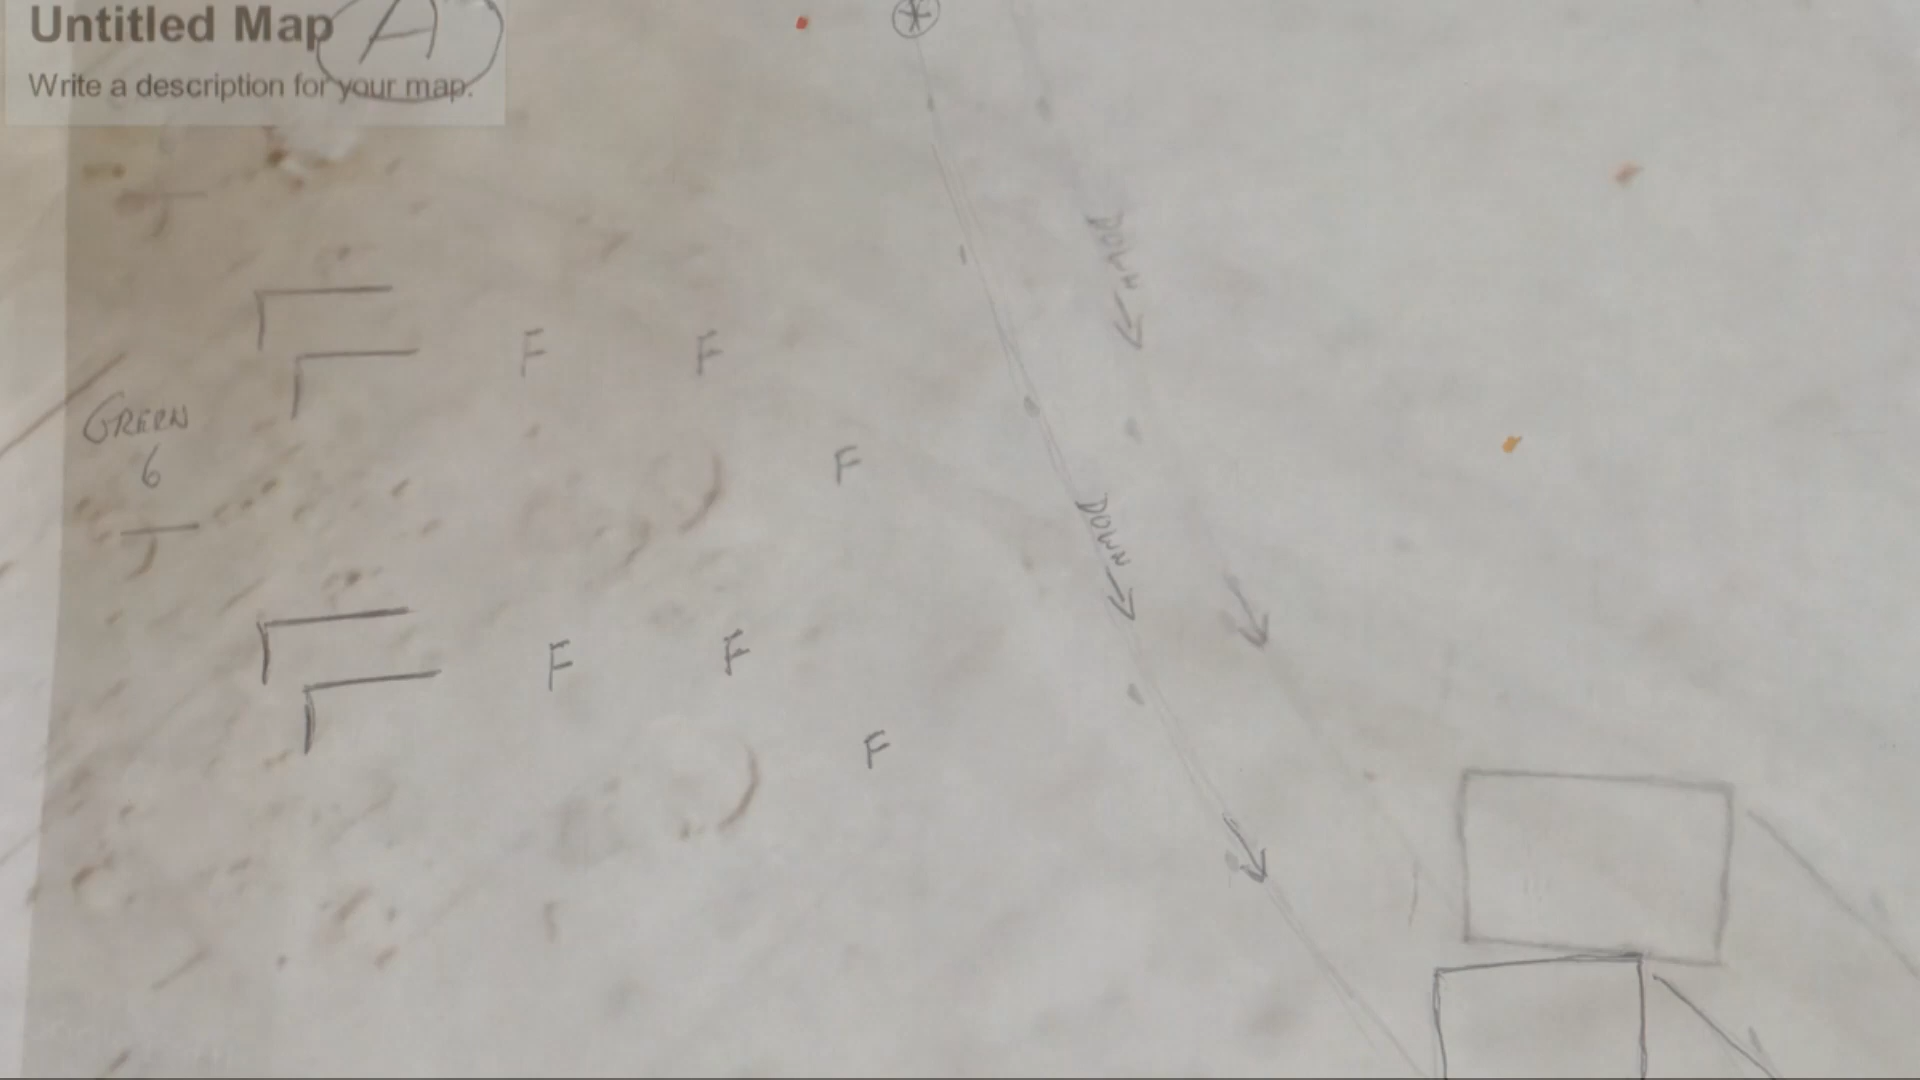 Untitled Map A
Write a description for your map.
DOWN
F F
GREEN
6
F
DOWN
F F
F